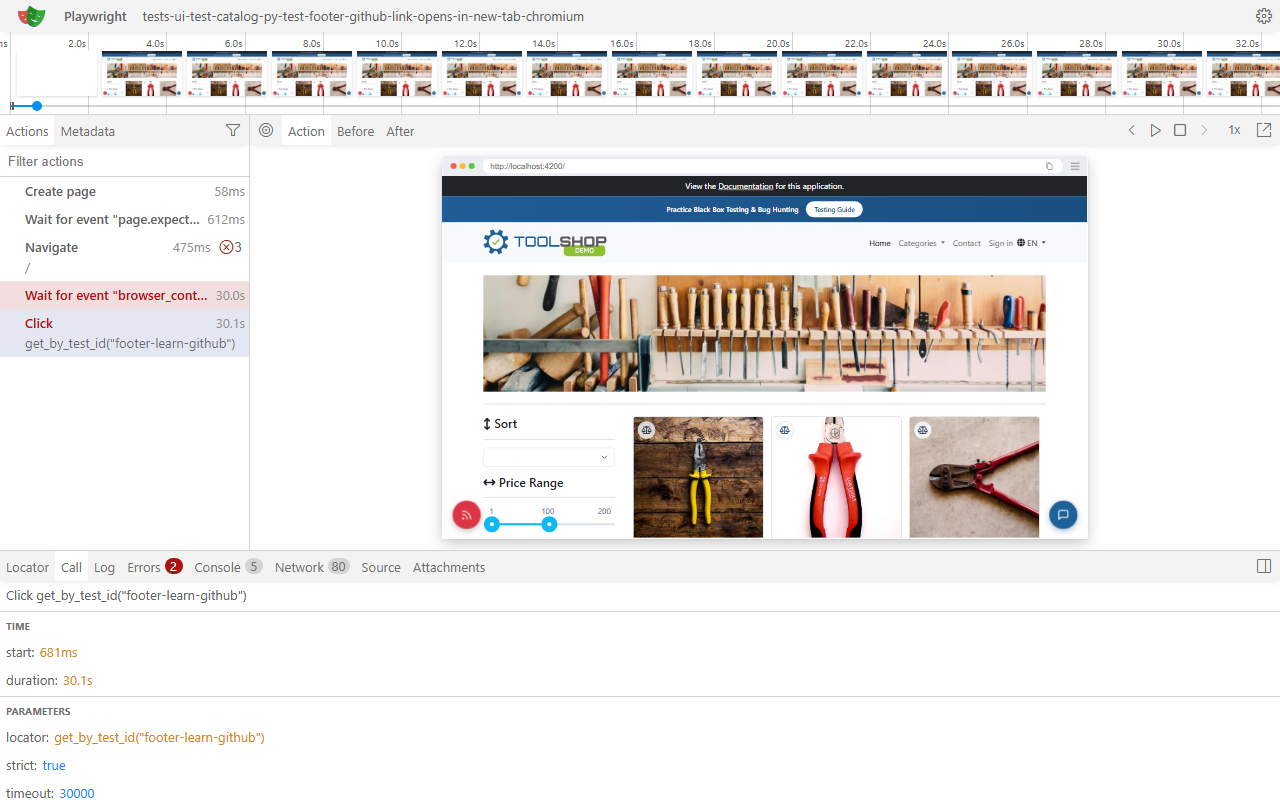 Playwright tests-ui-test-catalog-py-test-footer-github-link-opens-in-new-tab-chromium
ms 2.0s 4.0s 6.0s 8.0s 10.0s 12.0s 14.0s 16.0s 18.0s 20.0s 22.0s 24.0s 26.0s 28.0s 30.0s 32.0s
Actions Metadata
Action Before After 1x
Filter actions
Create page 58ms
Wait for event "page.expect... 612ms
Navigate 475ms 3
/
Wait for event "browser_cont... 30.0s
Click 30.1s
get_by_test_id("footer-learn-github")
http://localhost:4200/
View the Documentation for this application.
Practice Black Box Testing & Bug Hunting Testing Guide
TOOLSHOP
DEMO
Home Categories Contact Sign in EN
Sort
Price Range
1 100 200
Locator Call Log Errors 2 Console 5 Network 80 Source Attachments
Click get_by_test_id("footer-learn-github")
TIME
start: 681ms
duration: 30.1s
PARAMETERS
locator: get_by_test_id("footer-learn-github")
strict: true
timeout: 30000